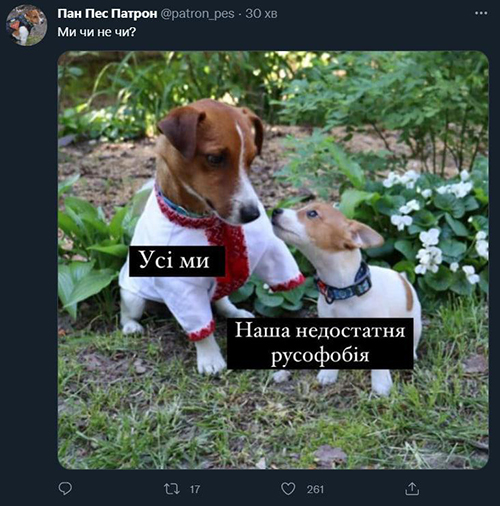 Пан Пес Патрон @patron_pes · 30 хв
Ми чи не чи?
Усі ми
Наша недостатня
русофобія
17
261